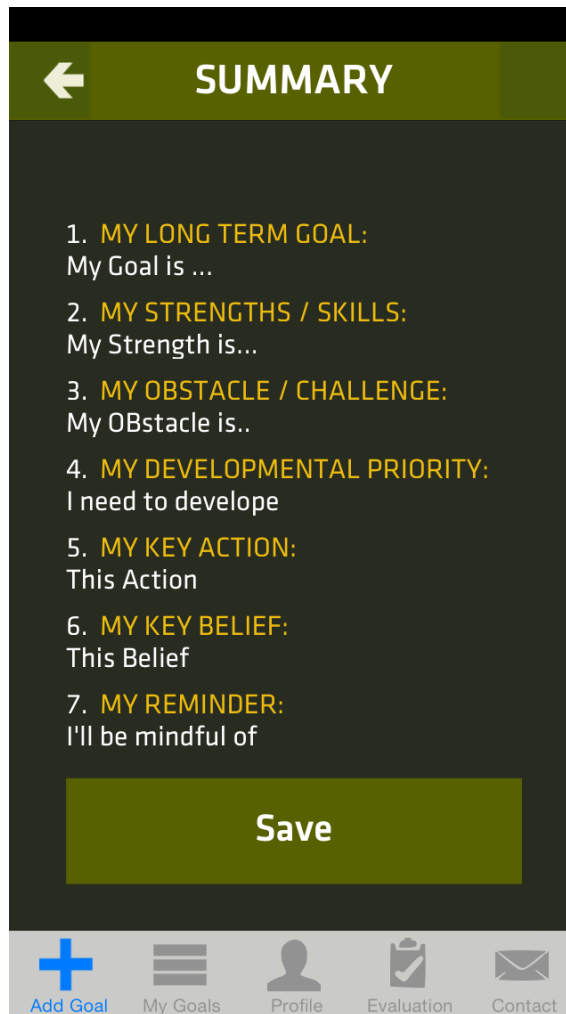 SUMMARY
1. MY LONG TERM GOAL:
My Goal is ...
2. MY STRENGTHS / SKILLS:
My Strength is...
3. MY OBSTACLE / CHALLENGE:
My OBstacle is..
4. MY DEVELOPMENTAL PRIORITY:
I need to develope
5. MY KEY ACTION:
This Action
6. MY KEY BELIEF:
This Belief
7. MY REMINDER:
I'll be mindful of
Save
Add Goal My Goals Profile Evaluation Contact